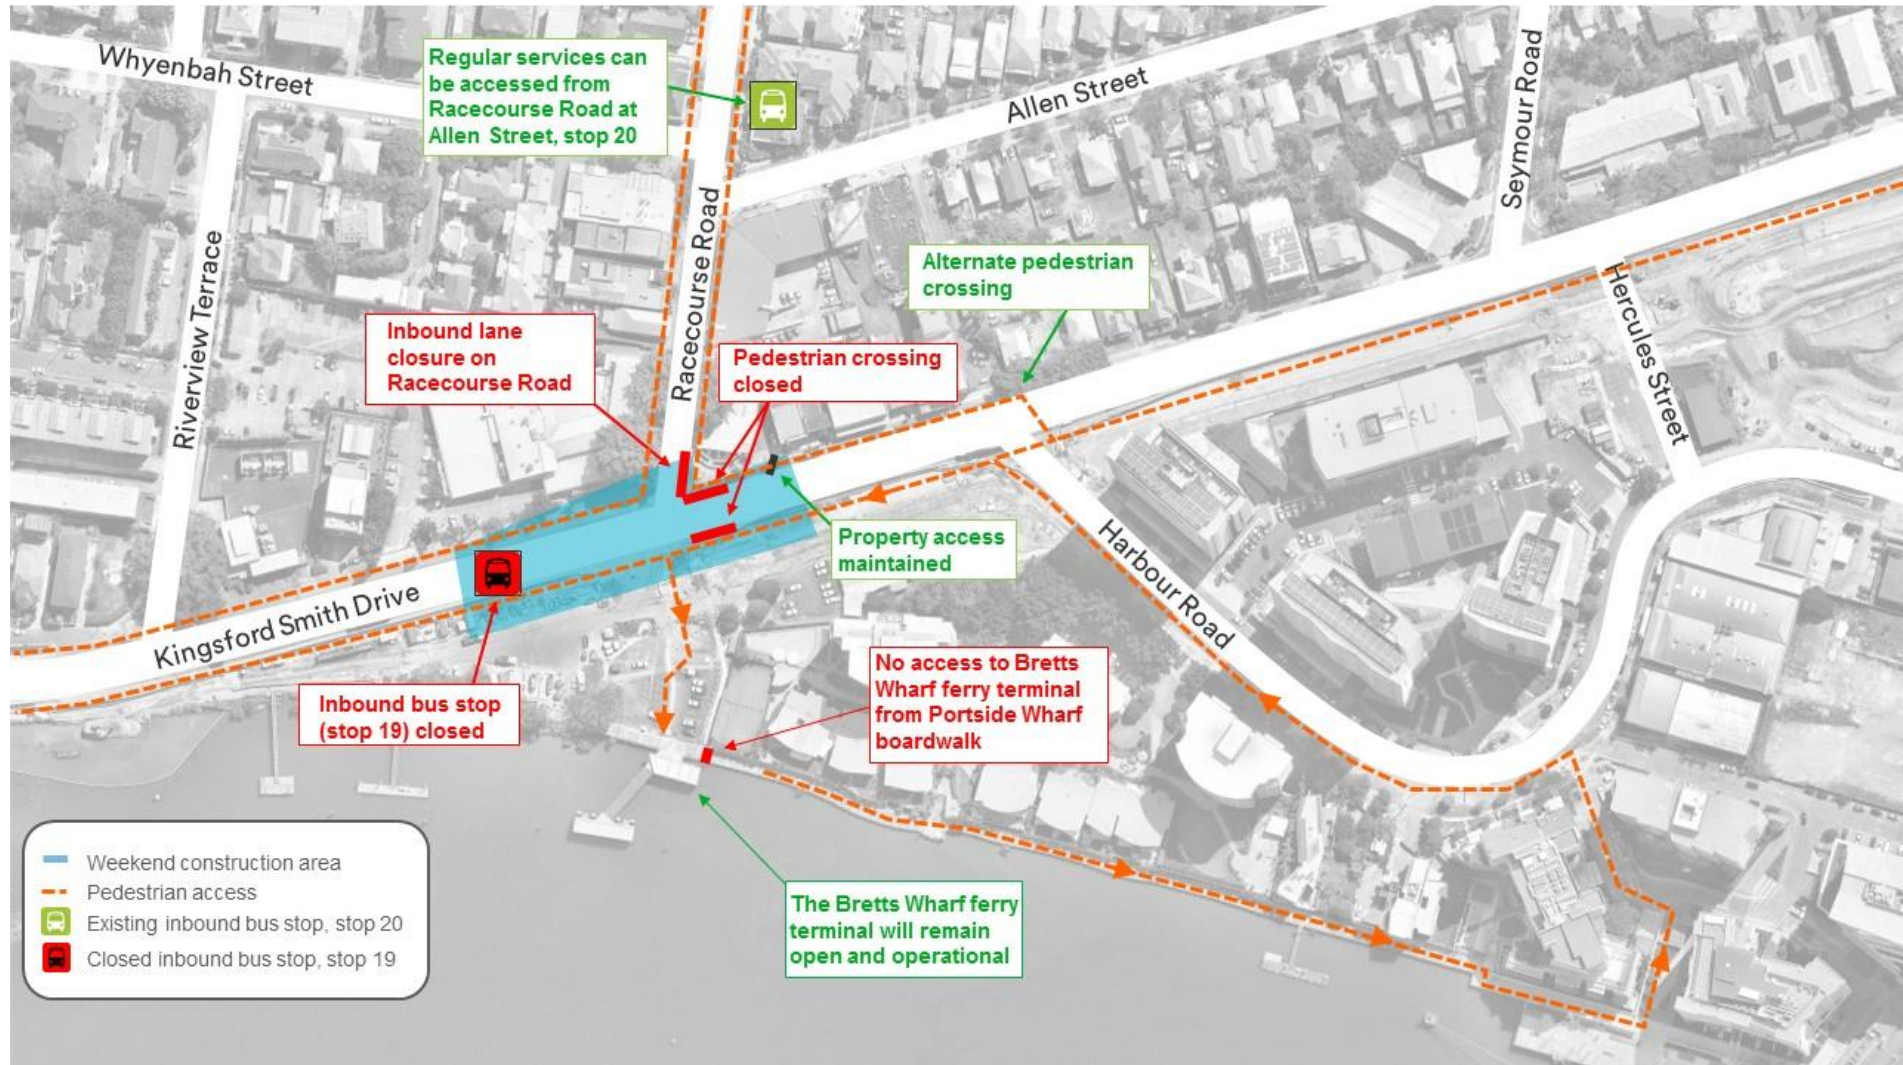 Whyenbah Street
Regular services can
be accessed from
Racecourse Road at
Allen Street, stop 20
Allen Street
Seymour Road
Riverview Terrace
Racecourse Road
Alternate pedestrian
crossing
Hercules Street
Inbound lane
closure on
Racecourse Road
Pedestrian crossing
closed
Property access
maintained
Harbour Road
Kingsford Smith Drive
Inbound bus stop
(stop 19) closed
No access to Bretts
Wharf ferry terminal
from Portside Wharf
boardwalk
The Bretts Wharf ferry
terminal will remain
open and operational
Weekend construction area
Pedestrian access
Existing inbound bus stop, stop 20
Closed inbound bus stop, stop 19